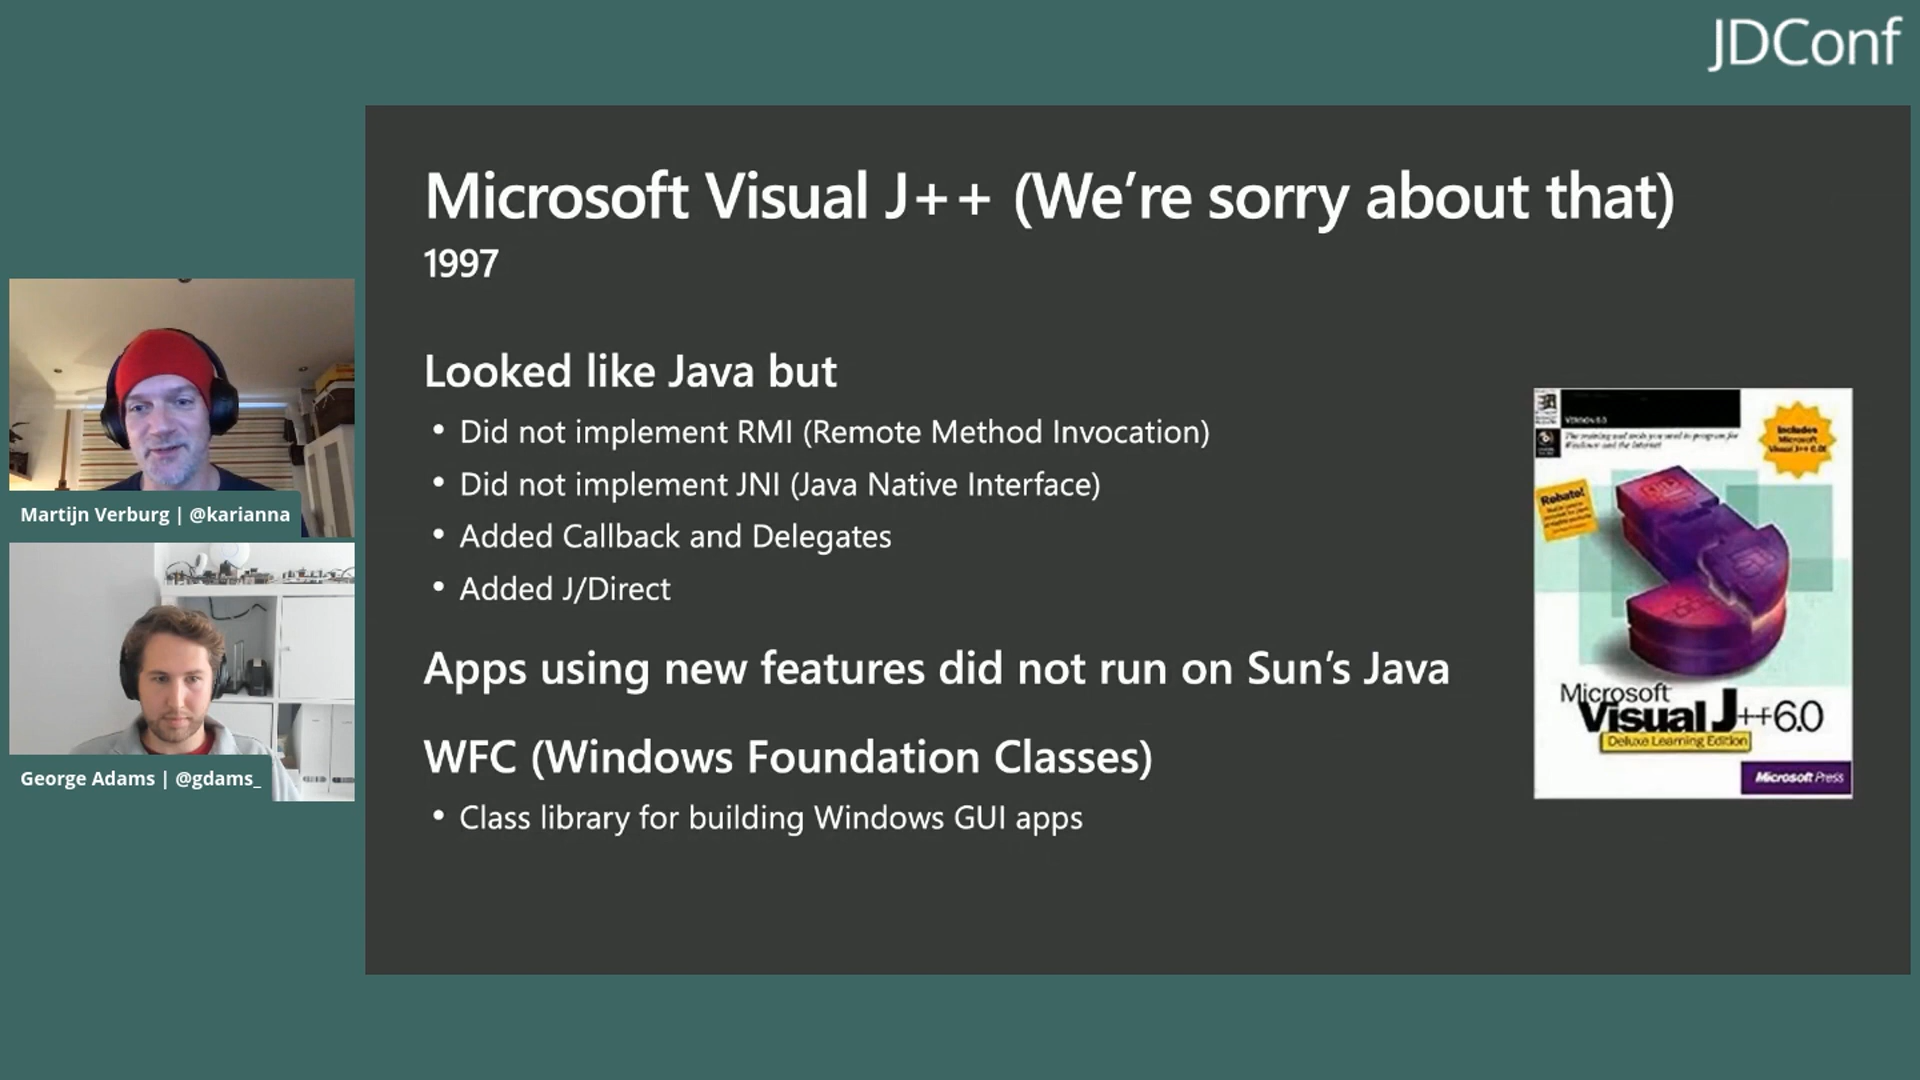 JDConf
Microsoft Visual J++ (We’re sorry about that)
1997
Looked like Java but
• Did not implement RMI (Remote Method Invocation)
• Did not implement JNI (Java Native Interface)
• Added Callback and Delegates
• Added J/Direct
Apps using new features did not run on Sun’s Java
WFC (Windows Foundation Classes)
• Class library for building Windows GUI apps
Martijn Verburg | @karianna
George Adams | @gdams_
Includes
Microsoft
Rebate!
Microsoft
Visual J++6.0
Deluxe Learning Edition
Microsoft Press